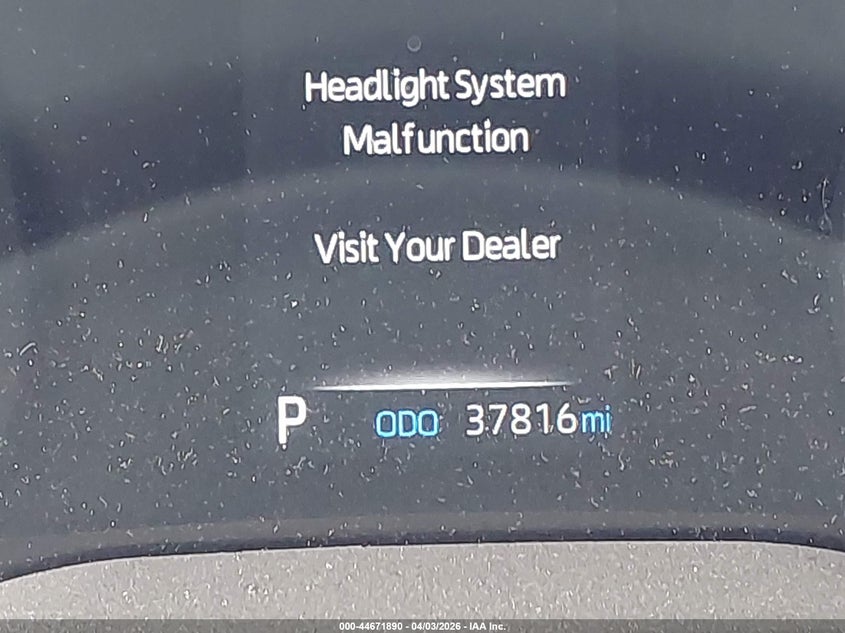 Headlight System
Malfunction
Visit Your Dealer
P ODO 37816mi
000-44671890 - 04/03/2026 - IAA Inc.